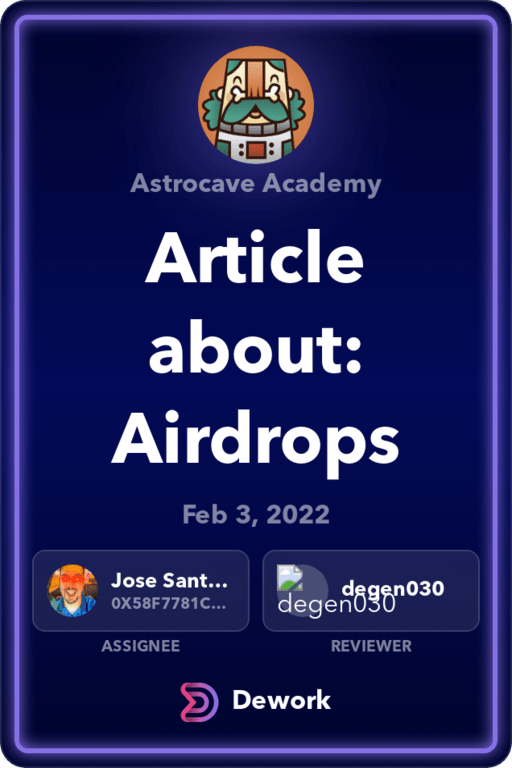 Astrocave Academy
Article
about:
Airdrops
Feb 3, 2022
Jose Sant...
0X58F7781C...
degen030
degen030
ASSIGNEE
REVIEWER
Dework